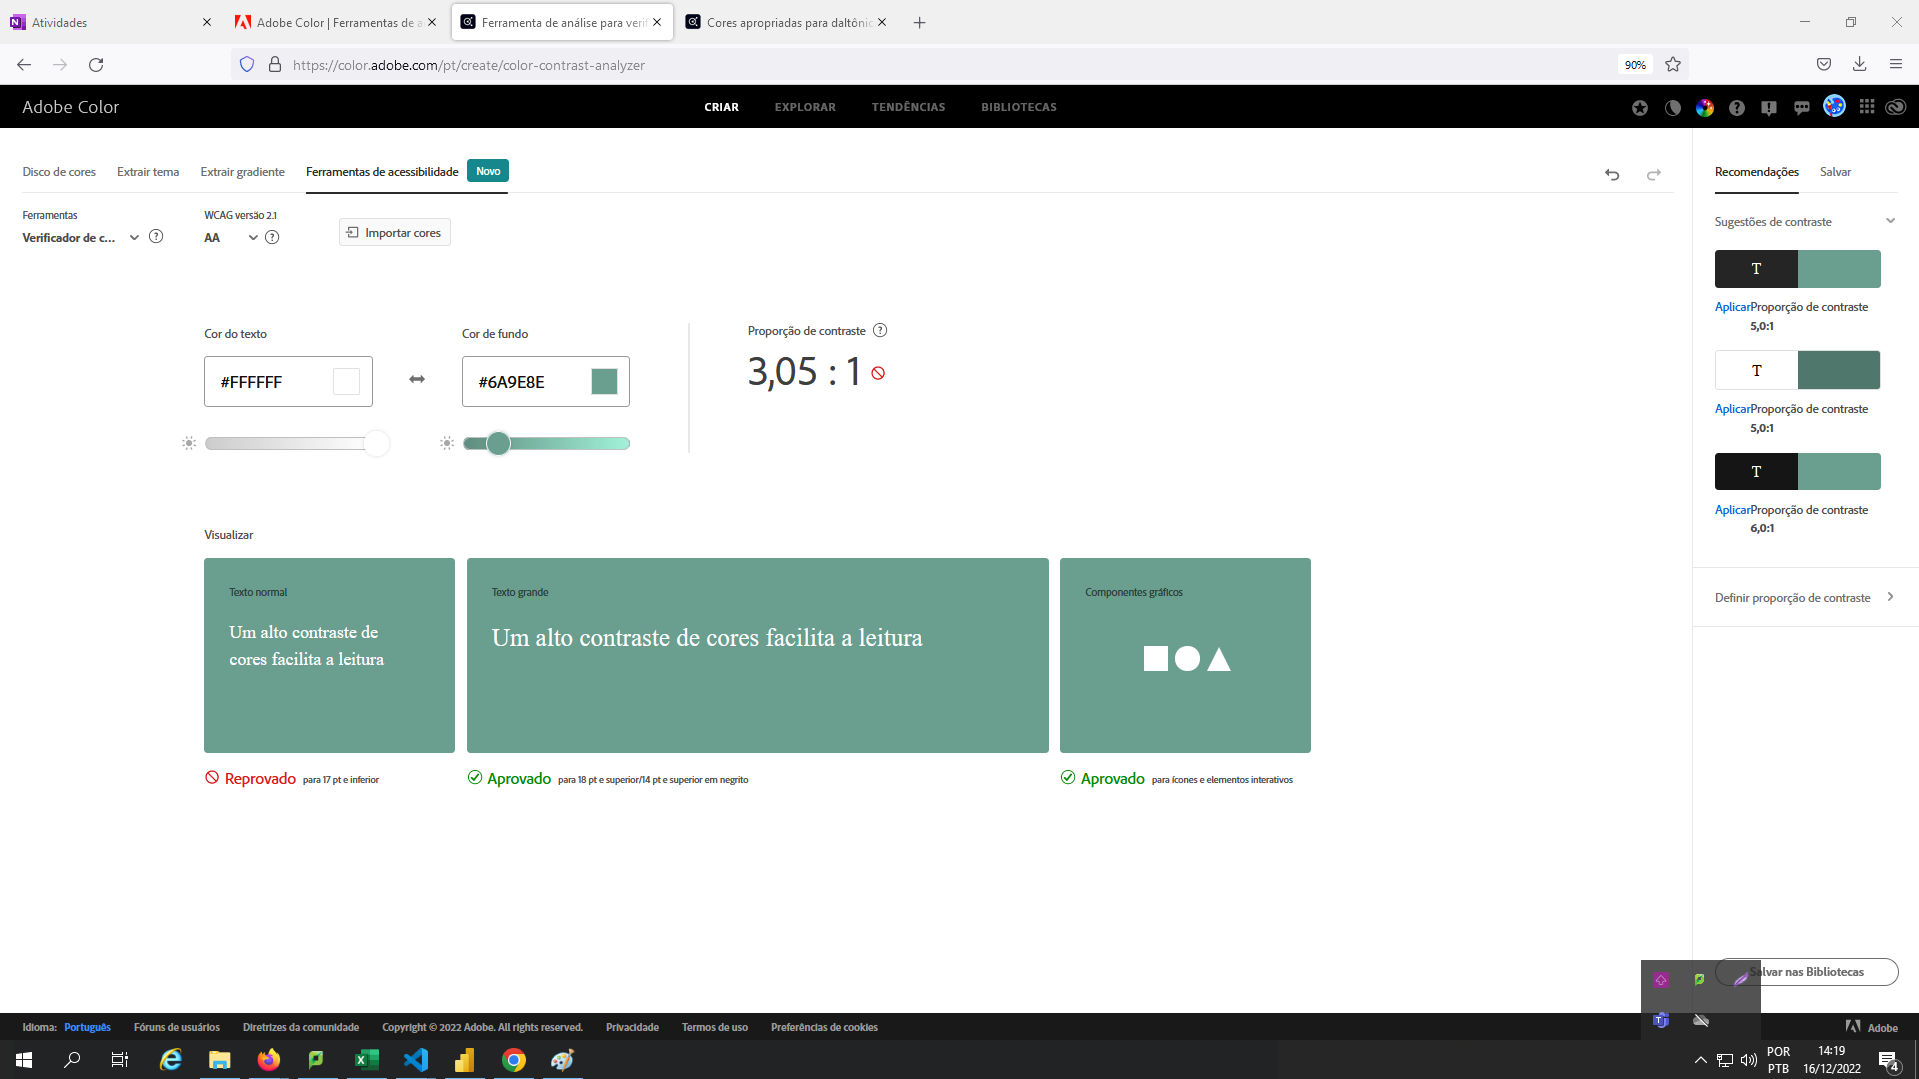 Atividades
Adobe Color | Ferramentas de a
Ferramenta de análise para verif
Cores apropriadas para daltôni
https://color.adobe.com/pt/create/color-contrast-analyzer
90%
Adobe Color
CRIAR
EXPLORAR
TENDÊNCIAS
BIBLIOTECAS
Disco de cores
Extrair tema
Extrair gradiente
Ferramentas de acessibilidade
Novo
Recomendações
Salvar
Ferramentas
Verificador de c...
WCAG versão 2.1
AA
Importar cores
Sugestões de contraste
T
AplicarProporção de contraste
5,0:1
T
AplicarProporção de contraste
5,0:1
T
AplicarProporção de contraste
6,0:1
Definir proporção de contraste
Cor do texto
#FFFFFF
Cor de fundo
#6A9E8E
Proporção de contraste
3,05 : 1
Visualizar
Texto normal
Um alto contraste de
cores facilita a leitura
Texto grande
Um alto contraste de cores facilita a leitura
Componentes gráficos
Reprovado para 17 pt e inferior
Aprovado para 18 pt e superior/14 pt e superior em negrito
Aprovado para ícones e elementos interativos
Salvar nas Bibliotecas
Idioma: Português
Fóruns de usuários
Diretrizes da comunidade
Copyright © 2022 Adobe. All rights reserved.
Privacidade
Termos de uso
Preferências de cookies
Adobe
POR
PTB
14:19
16/12/2022
4